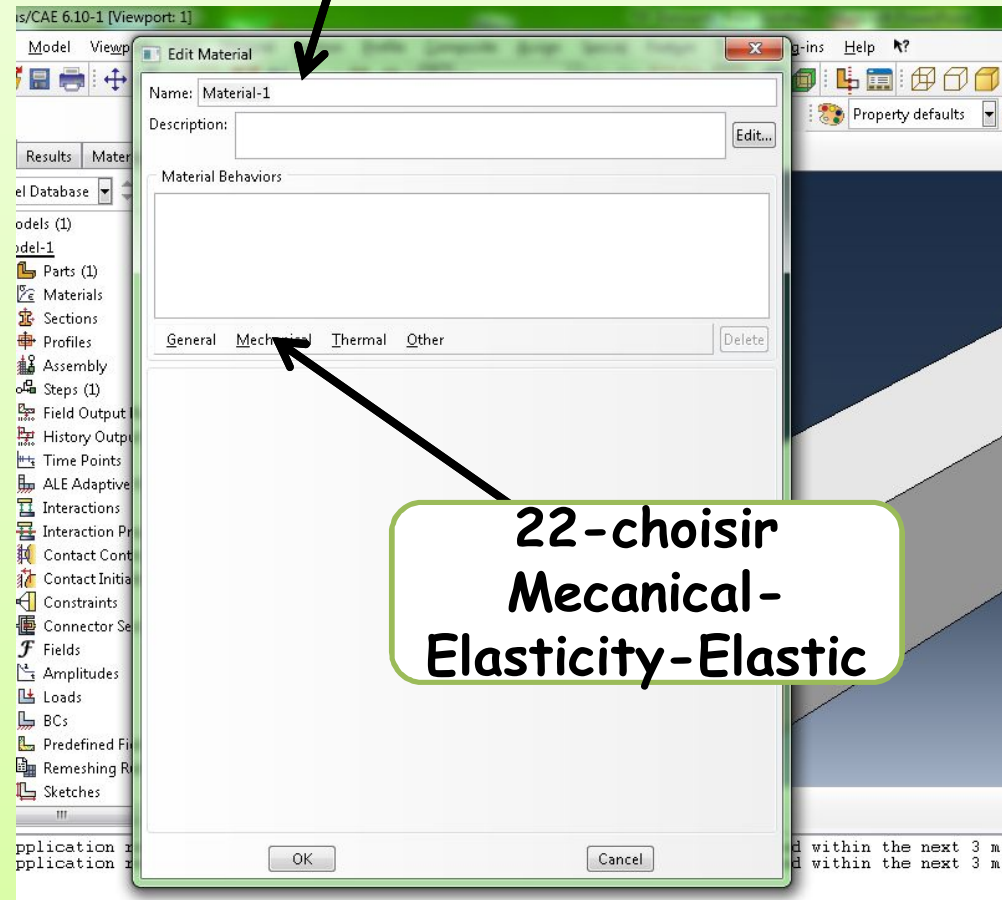 us/CAE 6.10-1 [Viewport: 1]
Model Viewp
g-ins Help
Edit Material
Name: Material-1
Property defaults
Description:
Edit...
Results Mater
Material Behaviors
el Database
odels (1)
odel-1
Parts (1)
Materials
Sections
Profiles
General Mechanical Thermal Other
Delete
Assembly
Steps (1)
Field Output
History Outpu
Time Points
ALE Adaptive
Interactions
Interaction Pr
Contact Cont
Contact Initia
Constraints
Connector Se
Fields
Amplitudes
Loads
BCs
Predefined Fi
Remeshing R
Sketches
22-choisir
Mecanical-
Elasticity-Elastic
pplication
d within the next 3 m
pplication
d within the next 3 m
OK
Cancel